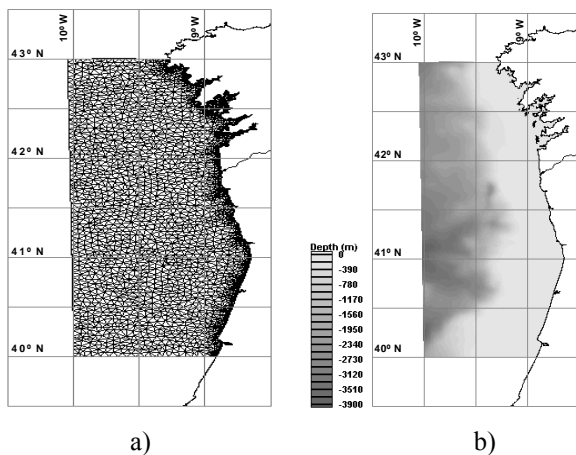 10º W
9º W
43º N
42º N
41º N
40º N
a)
10º W
9º W
43º N
42º N
41º N
40º N
Depth (m)
0
-390
-780
-1170
-1560
-1950
-2340
-2730
-3120
-3510
-3900
b)